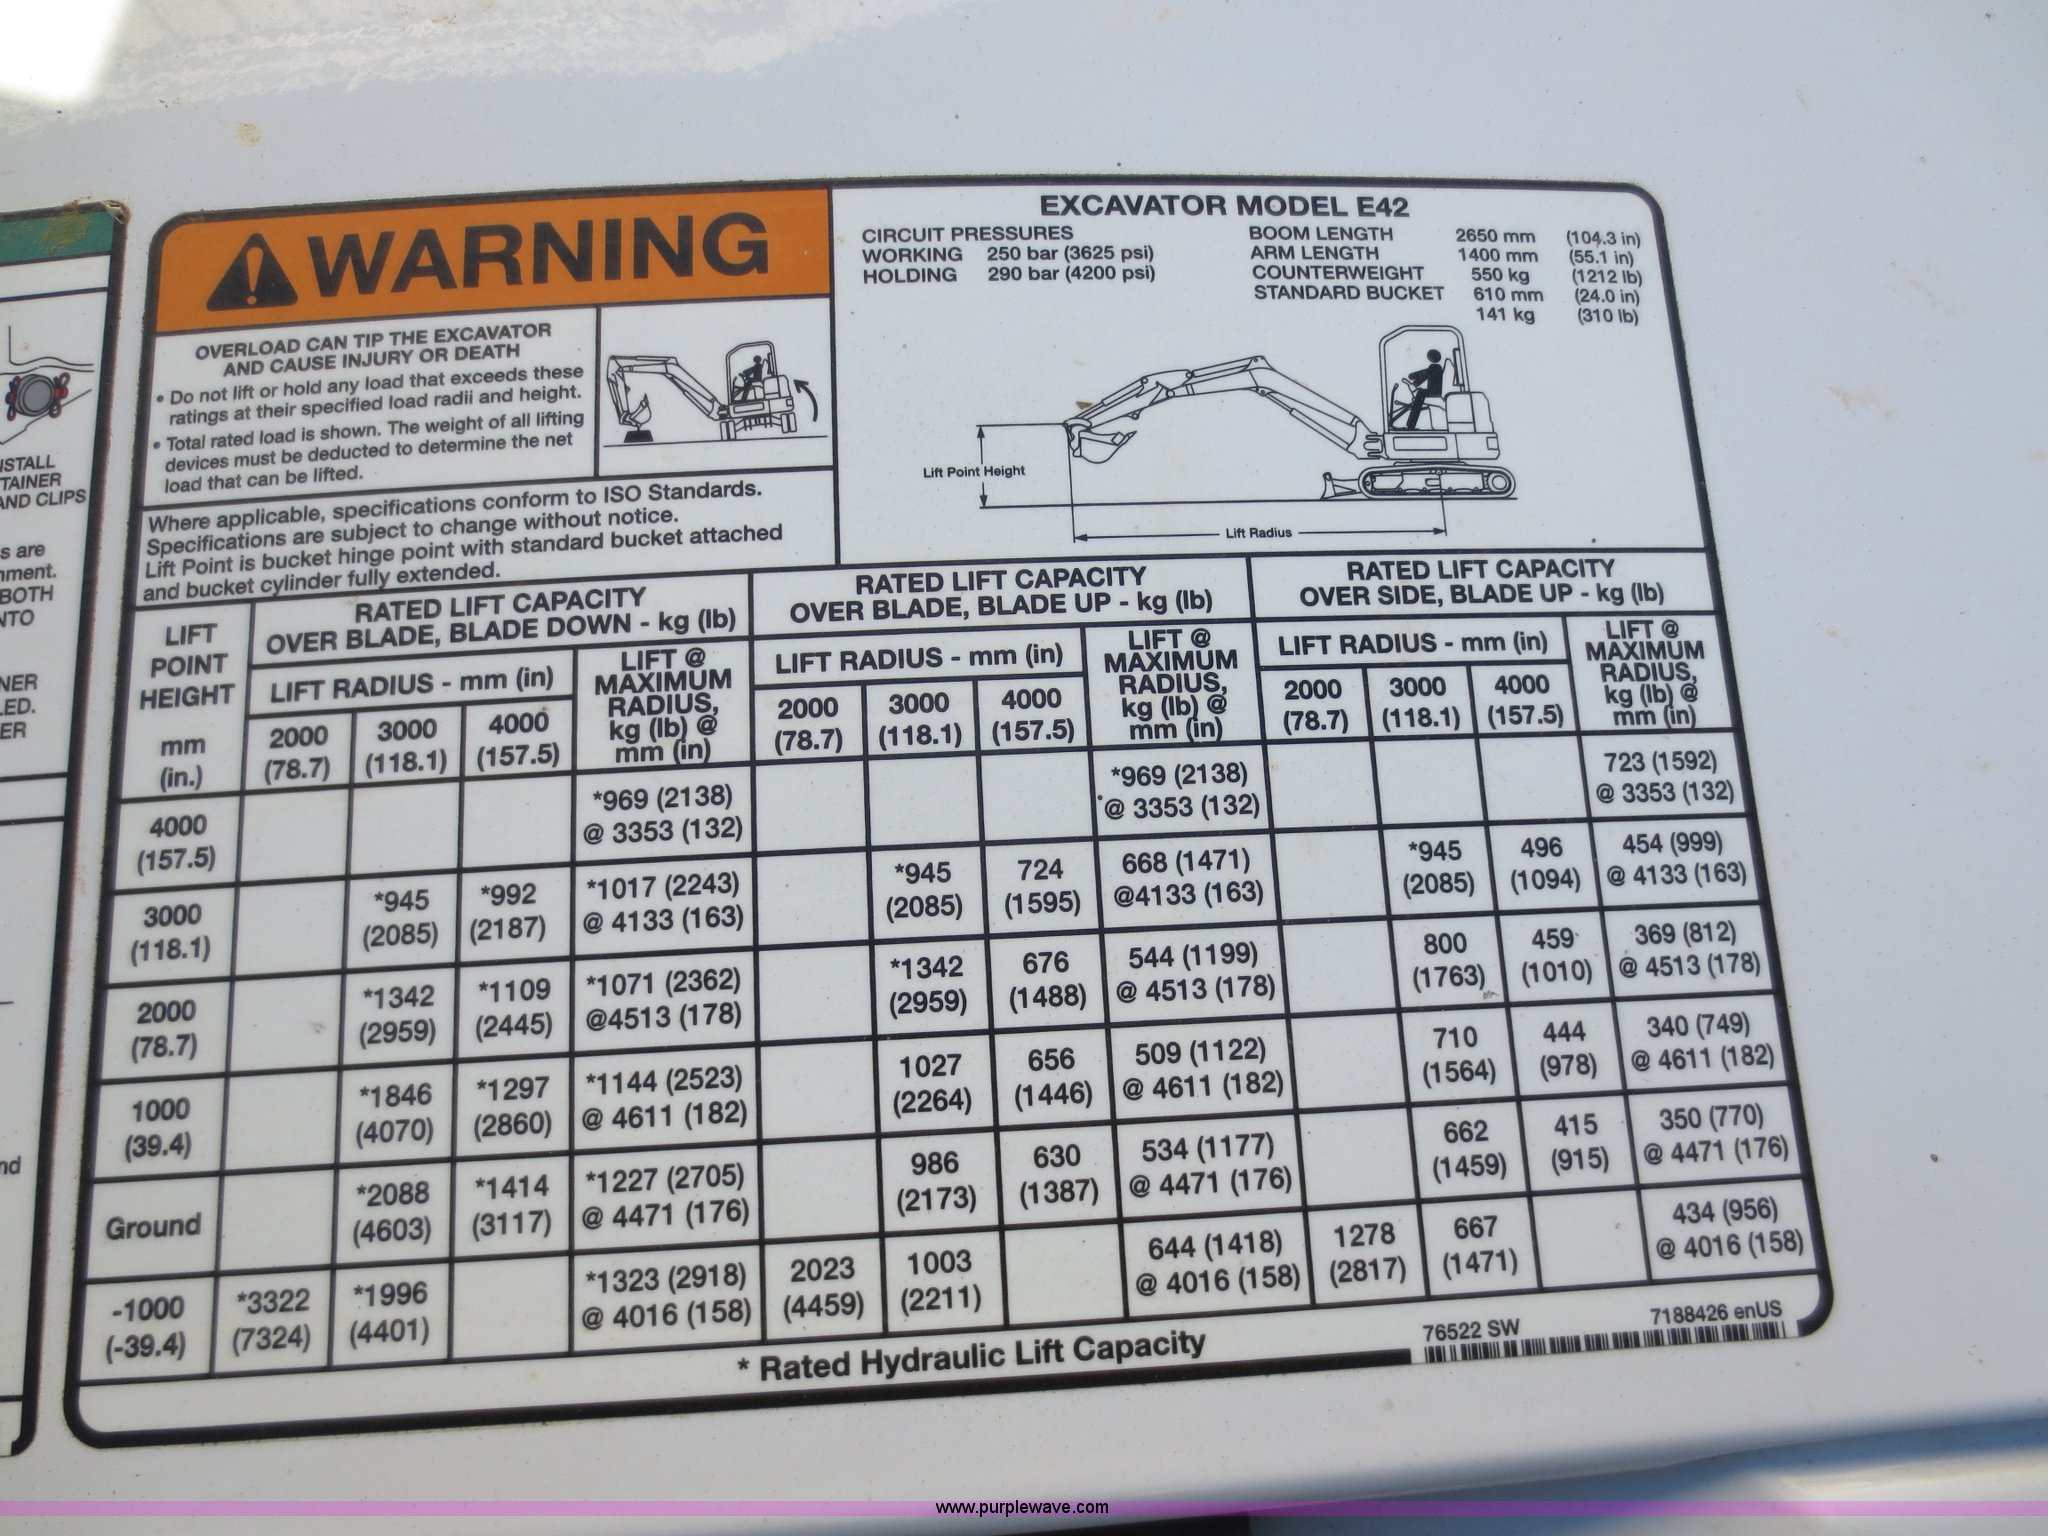 ISTALL
TAINER
AND CLIPS
s are
nment.
BOTH
NTO
NER
LED.
ER
nd
WARNING
OVERLOAD CAN TIP THE EXCAVATOR
AND CAUSE INJURY OR DEATH
• Do not lift or hold any load that exceeds these
ratings at their specified load radii and height.
• Total rated load is shown. The weight of all lifting
devices must be deducted to determine the net
load that can be lifted.
Where applicable, specifications conform to ISO Standards.
Specifications are subject to change without notice.
Lift Point is bucket hinge point with standard bucket attached
and bucket cylinder fully extended.
EXCAVATOR MODEL E42
CIRCUIT PRESSURES
WORKING 250 bar (3625 psi)
HOLDING 290 bar (4200 psi)
BOOM LENGTH 2650 mm (104.3 in)
ARM LENGTH 1400 mm (55.1 in)
COUNTERWEIGHT 550 kg (1212 lb)
STANDARD BUCKET 610 mm (24.0 in)
141 kg (310 lb)
Lift Point Height
Lift Radius
LIFT
POINT
HEIGHT
mm
(in.)
RATED LIFT CAPACITY
OVER BLADE, BLADE DOWN - kg (lb)
RATED LIFT CAPACITY
OVER BLADE, BLADE UP - kg (lb)
RATED LIFT CAPACITY
OVER SIDE, BLADE UP - kg (lb)
LIFT RADIUS - mm (in)
LIFT @
MAXIMUM
RADIUS,
kg (lb) @
mm (in)
LIFT RADIUS - mm (in)
LIFT @
MAXIMUM
RADIUS,
kg (lb) @
mm (in)
LIFT RADIUS - mm (in)
LIFT @
MAXIMUM
RADIUS,
kg (lb) @
mm (in)
2000 3000 4000 2000 3000 4000 2000 3000 4000
(78.7) (118.1) (157.5) (78.7) (118.1) (157.5) (78.7) (118.1) (157.5)
4000 *969 (2138) *969 (2138) 723 (1592)
(157.5) @ 3353 (132) @ 3353 (132) @ 3353 (132)
3000 *945 *992 *1017 (2243) *945 724 668 (1471) *945 496 454 (999)
(118.1) (2085) (2187) @ 4133 (163) (2085) (1595) @4133 (163) (2085) (1094) @ 4133 (163)
2000 *1342 *1109 *1071 (2362) *1342 676 544 (1199) 800 459 369 (812)
(78.7) (2959) (2445) @4513 (178) (2959) (1488) @ 4513 (178) (1763) (1010) @ 4513 (178)
1000 *1846 *1297 *1144 (2523) 1027 656 509 (1122) 710 444 340 (749)
(39.4) (4070) (2860) @ 4611 (182) (2264) (1446) @ 4611 (182) (1564) (978) @ 4611 (182)
Ground *2088 *1414 *1227 (2705) 986 630 534 (1177) 662 415 350 (770)
(4603) (3117) @ 4471 (176) (2173) (1387) @ 4471 (176) (1459) (915) @ 4471 (176)
-1000 *3322 *1996 *1323 (2918) 2023 1003 644 (1418) 1278 667 434 (956)
(-39.4) (7324) (4401) @ 4016 (158) (4459) (2211) @ 4016 (158) (2817) (1471) @ 4016 (158)
* Rated Hydraulic Lift Capacity
76522 SW
7188426 enUS
www.purplewave.com